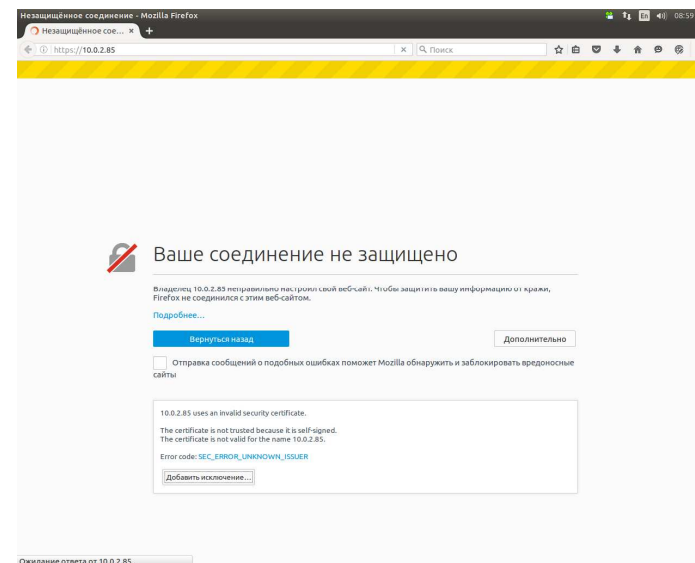 Незащищённое соединение - Mozilla Firefox
En 08:59
Незащищённое сое... × +
https://10.0.2.85 Поиск
Ваше соединение не защищено
Владелец 10.0.2.85 неправильно настроил свой веб-сайт. Чтобы защитить вашу информацию от кражи,
Firefox не соединился с этим веб-сайтом.
Подробнее...
Вернуться назад
Дополнительно
Отправка сообщений о подобных ошибках поможет Mozilla обнаружить и заблокировать вредоносные
сайты
10.0.2.85 uses an invalid security certificate.
The certificate is not trusted because it is self-signed.
The certificate is not valid for the name 10.0.2.85.
Error code: SEC_ERROR_UNKNOWN_ISSUER
Добавить исключение...
Ожидание ответа от 10.0.2.85